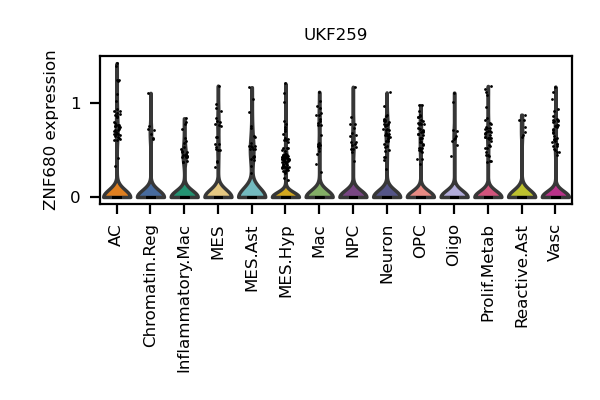 UKF259
ZNF680 expression
1
0
AC
Chromatin.Reg
Inflammatory.Mac
MES
MES.Ast
MES.Hyp
Mac
NPC
Neuron
OPC
Oligo
Prolif.Metab
Reactive.Ast
Vasc